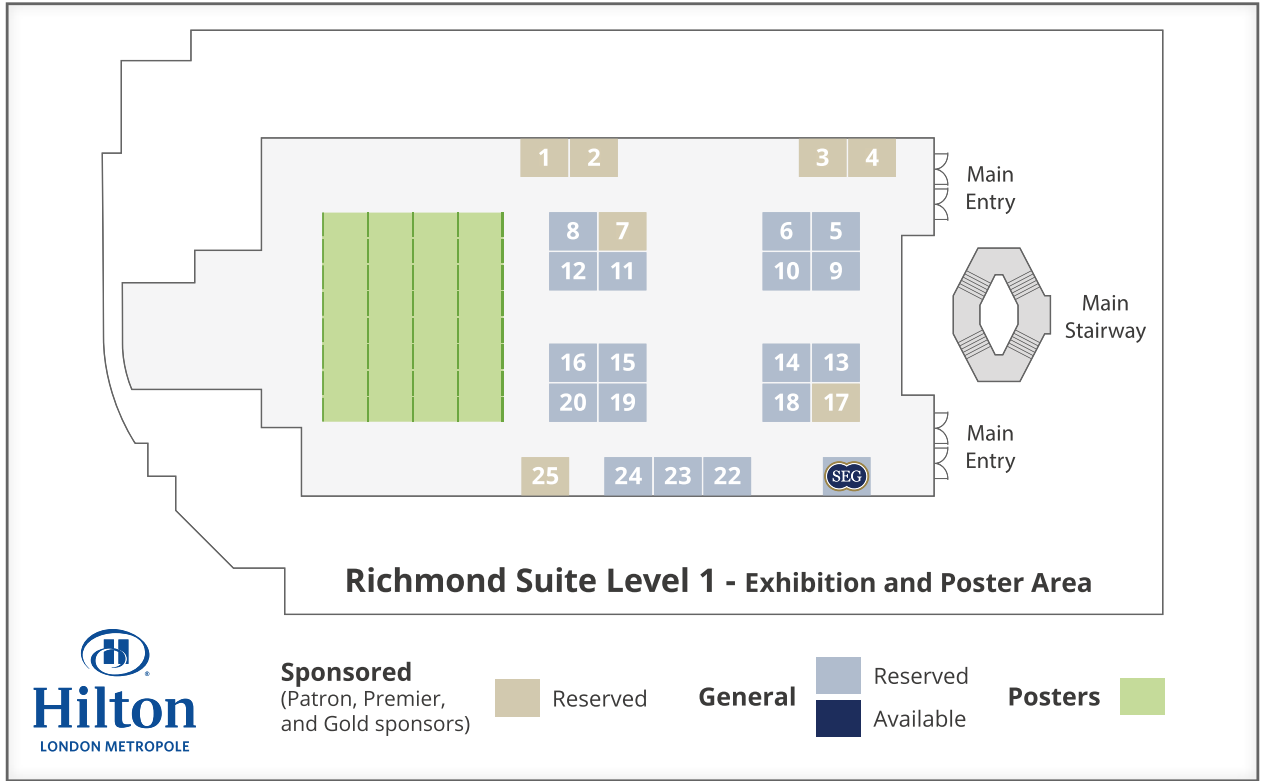 1 2 3 4
Main
Entry
8 7 6 5
12 11 10 9
Main
Stairway
16 15 14 13
20 19 18 17
Main
Entry
25 24 23 22 SEG
Richmond Suite Level 1 - Exhibition and Poster Area
Hilton
LONDON METROPOLE
Sponsored
(Patron, Premier,
and Gold sponsors)
Reserved
General
Reserved
Available
Posters